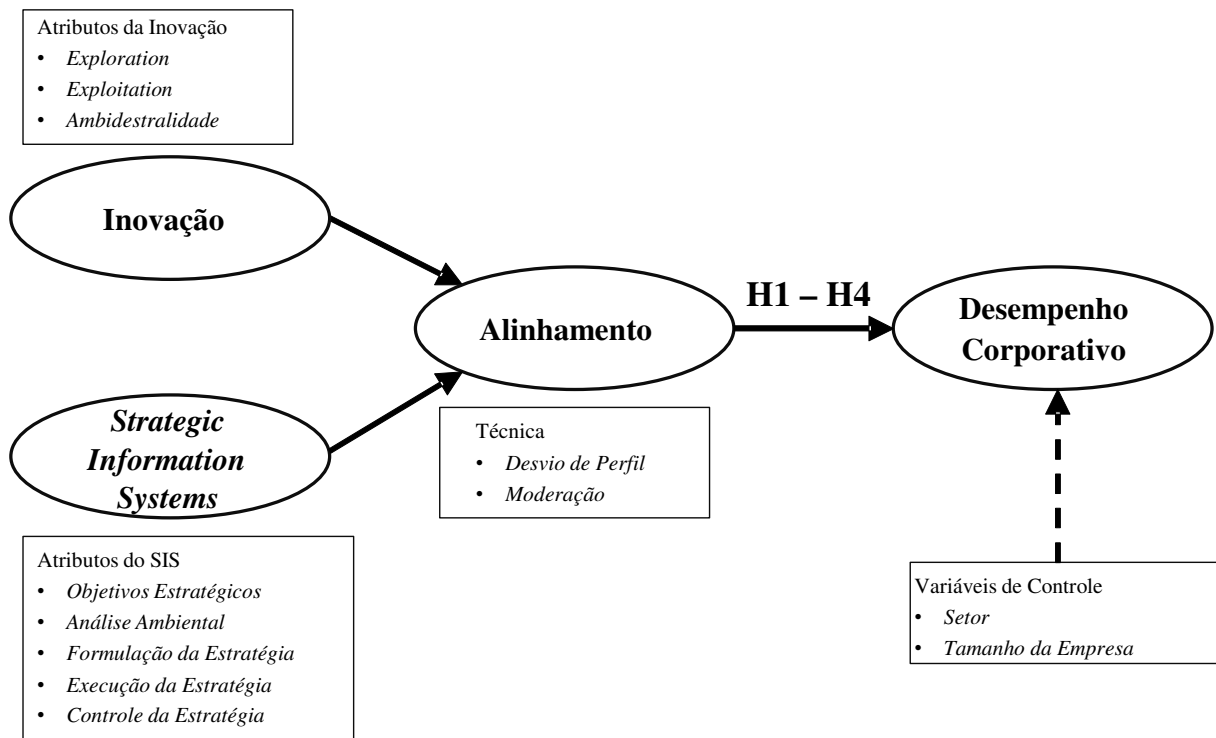 Atributos da Inovação
• Exploration
• Exploitation
• Ambidestralidade
Inovação
Strategic
Information
Systems
Atributos do SIS
• Objetivos Estratégicos
• Análise Ambiental
• Formulação da Estratégia
• Execução da Estratégia
• Controle da Estratégia
Alinhamento
Técnica
• Desvio de Perfil
• Moderação
H1 – H4
Desempenho
Corporativo
Variáveis de Controle
• Setor
• Tamanho da Empresa